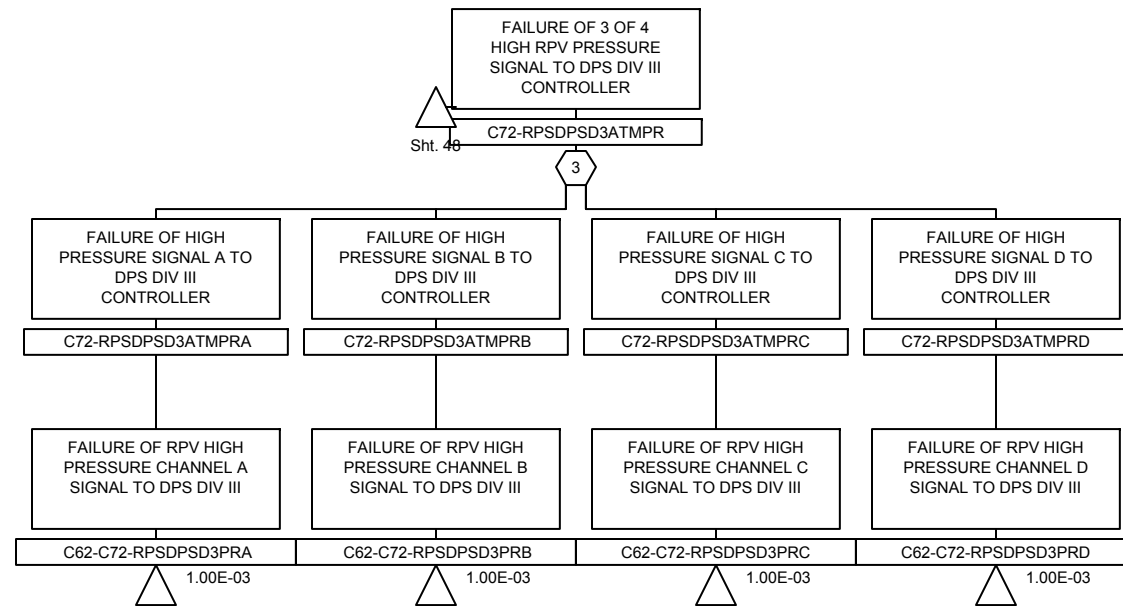 FAILURE OF 3 OF 4
HIGH RPV PRESSURE
SIGNAL TO DPS DIV III
CONTROLLER
C72-RPSDPSD3ATMPR
Sht. 48
3
FAILURE OF HIGH
PRESSURE SIGNAL A TO
DPS DIV III
CONTROLLER
C72-RPSDPSD3ATMPRA
FAILURE OF HIGH
PRESSURE SIGNAL B TO
DPS DIV III
CONTROLLER
C72-RPSDPSD3ATMPRB
FAILURE OF HIGH
PRESSURE SIGNAL C TO
DPS DIV III
CONTROLLER
C72-RPSDPSD3ATMPRC
FAILURE OF HIGH
PRESSURE SIGNAL D TO
DPS DIV III
CONTROLLER
C72-RPSDPSD3ATMPRD
FAILURE OF RPV HIGH
PRESSURE CHANNEL A
SIGNAL TO DPS DIV III
C62-C72-RPSDPSD3PRA
1.00E-03
FAILURE OF RPV HIGH
PRESSURE CHANNEL B
SIGNAL TO DPS DIV III
C62-C72-RPSDPSD3PRB
1.00E-03
FAILURE OF RPV HIGH
PRESSURE CHANNEL C
SIGNAL TO DPS DIV III
C62-C72-RPSDPSD3PRC
1.00E-03
FAILURE OF RPV HIGH
PRESSURE CHANNEL D
SIGNAL TO DPS DIV III
C62-C72-RPSDPSD3PRD
1.00E-03